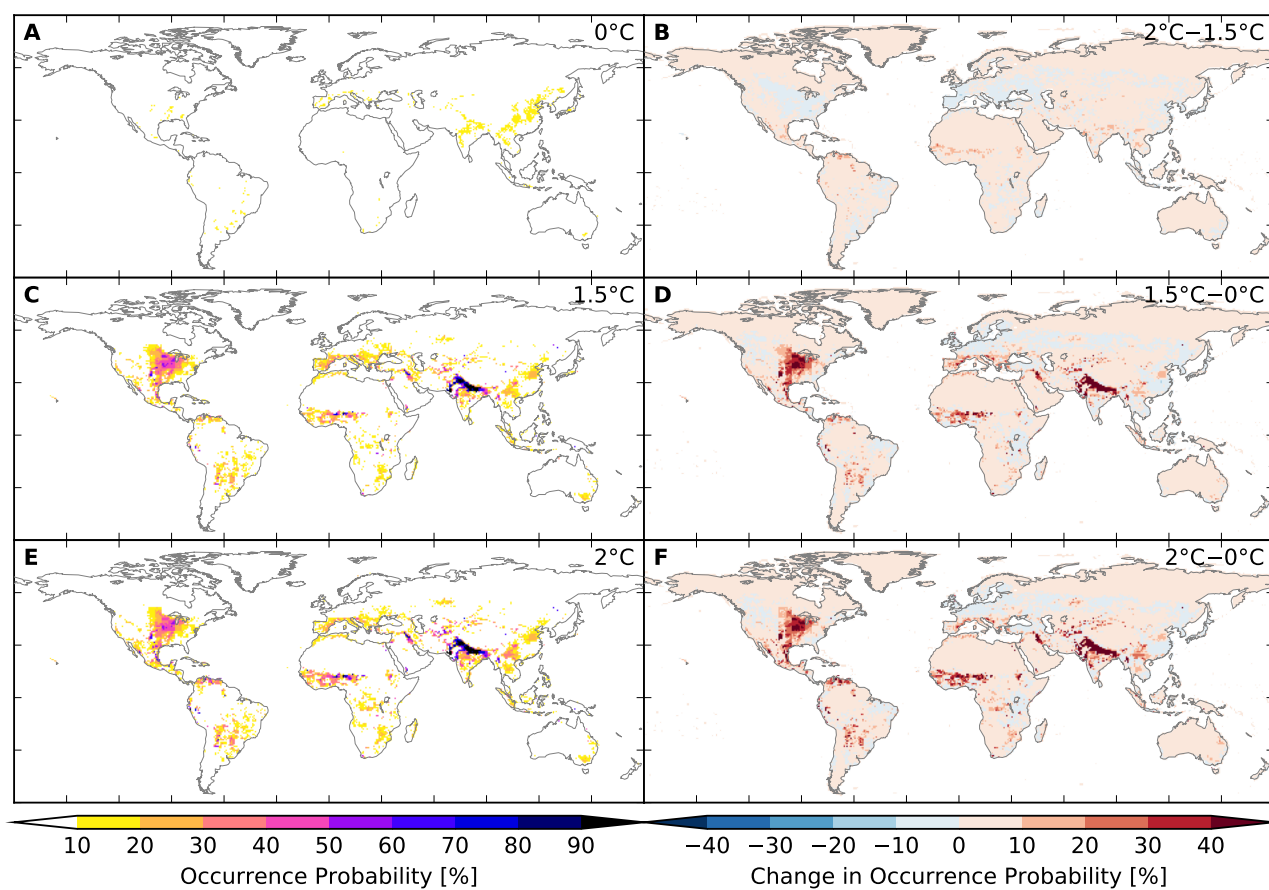 A 0°C
B 2°C−1.5°C
C 1.5°C
D 1.5°C−0°C
E 2°C
F 2°C−0°C
10 20 30 40 50 60 70 80 90
−40 −30 −20 −10 0 10 20 30 40
Occurrence Probability [%]
Change in Occurrence Probability [%]